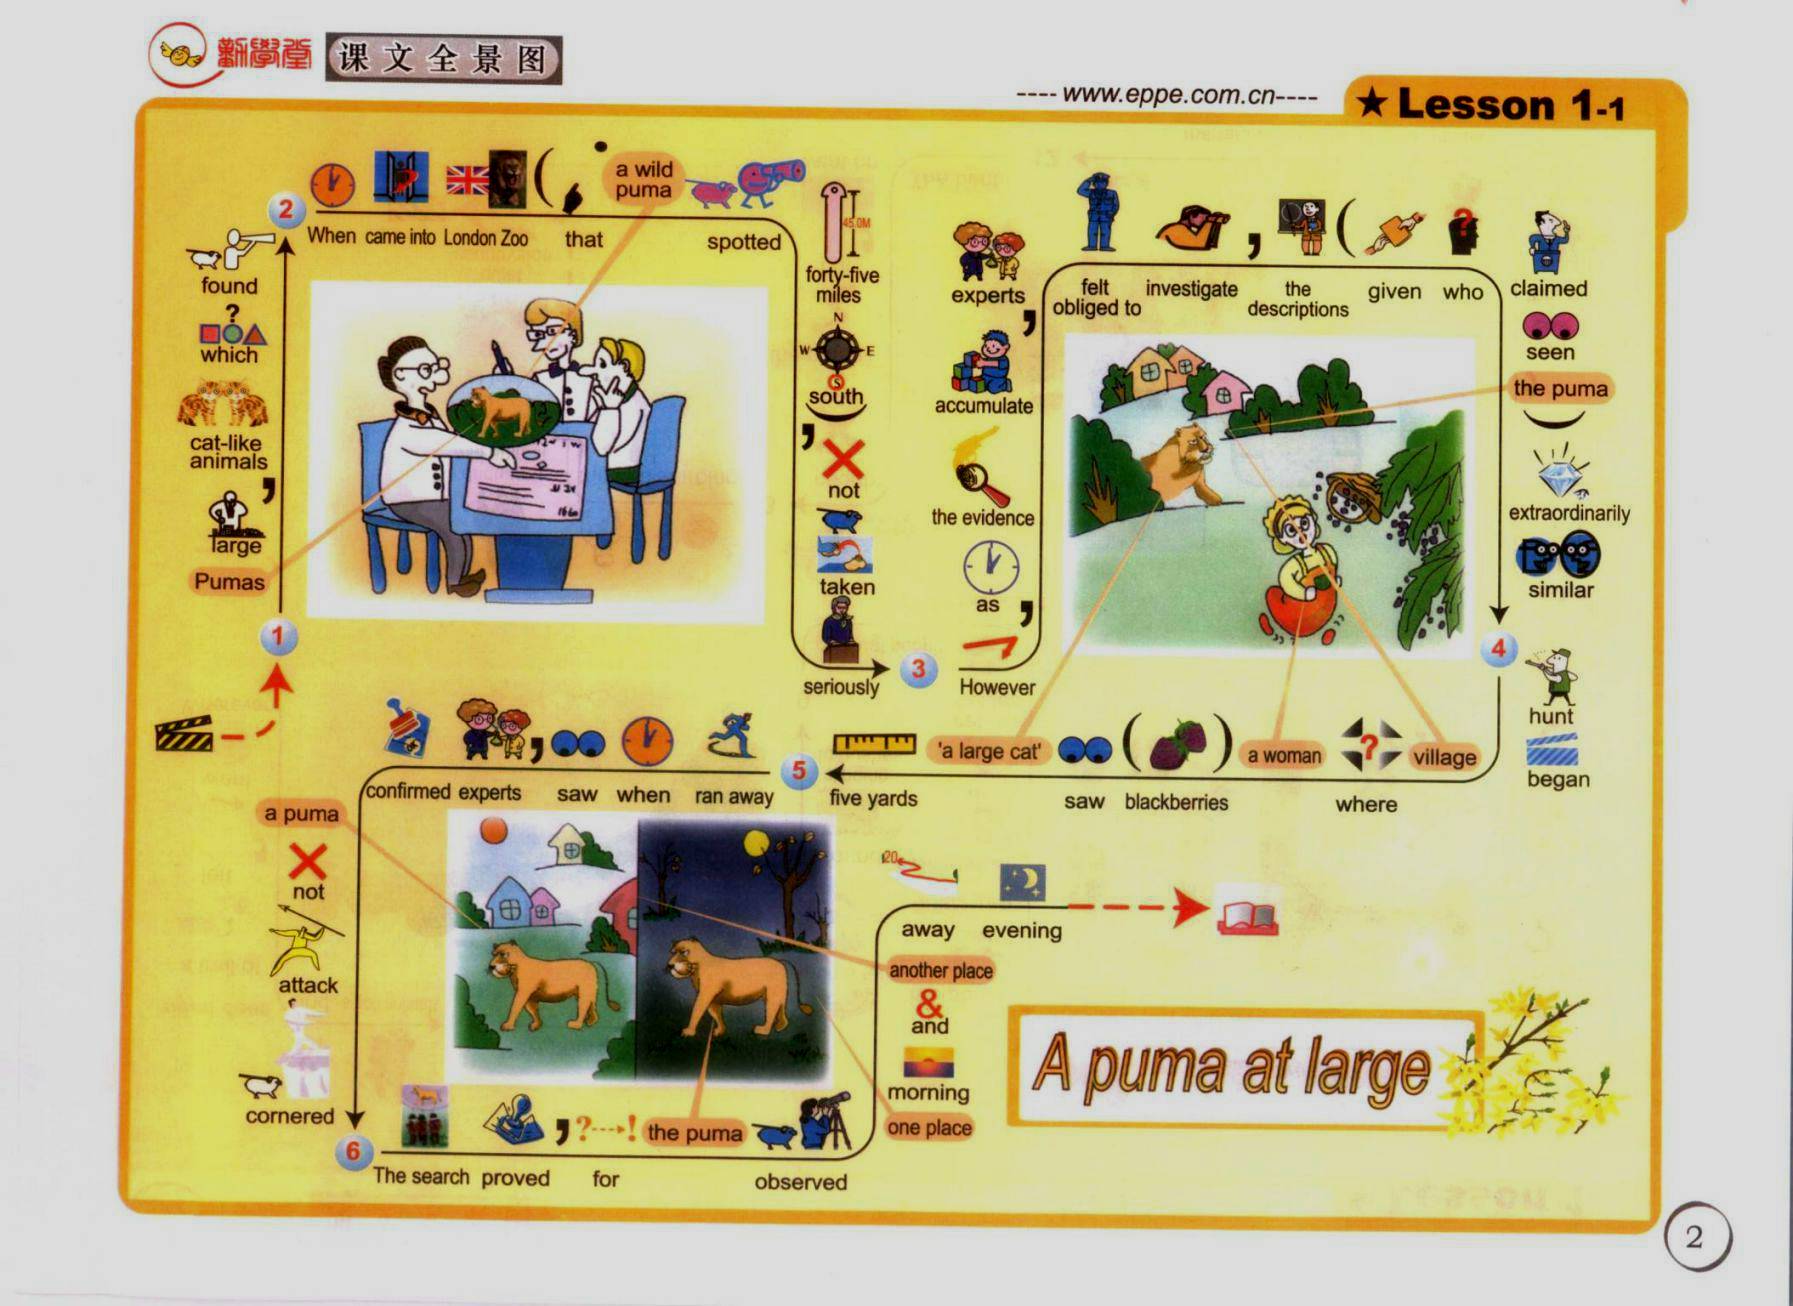 勤學堂
课文全景图
---- www.eppe.com.cn----
★ Lesson 1-1
1
Pumas
large
,
cat-like
animals
which
?
found
2
When came into London Zoo
(
that
a wild
puma
spotted
45.0M
forty-five
miles
N
W E
S
south
)
,
not
taken
seriously
3
However
,
as
the evidence
accumulate
,
experts
felt
obliged to
investigate
,
the
descriptions
(
given
?
who
claimed
seen
the puma
)
extraordinarily
similar
4
hunt
began
village
?
where
a woman
( )
blackberries
saw
'a large cat'
five yards
5
ran away
when
saw
,
experts
confirmed
a puma
not
attack
cornered
6
The search proved
,
?---->!
for
the puma
observed
one place
morning
&
and
another place
20
away
evening
A puma at large
2